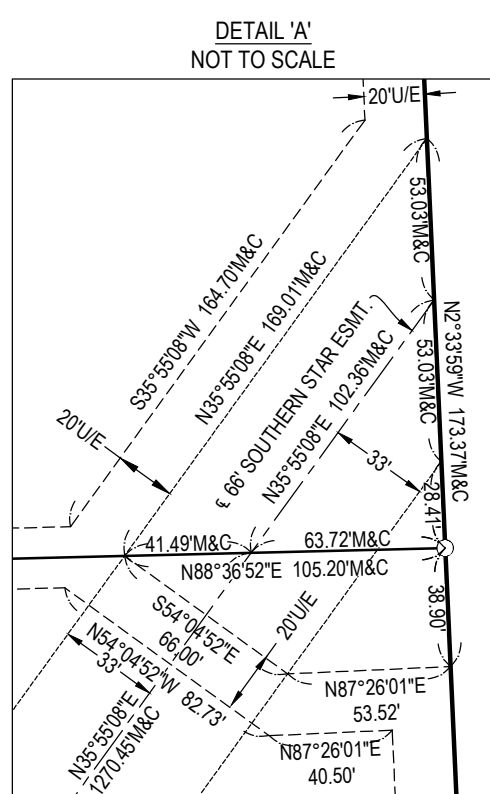 DETAIL 'A'
NOT TO SCALE
20'U/E
53.03'M&C
S35°55'08"W 164.70'M&C
N35°55'08"E 169.01'M&C
℄ 66' SOUTHERN STAR ESMT.
N35°55'08"E 102.36'M&C
N2°33'59"W 173.37'M&C
53.03'M&C
20'U/E
33'
28.41'
41.49'M&C
63.72'M&C
N88°36'52"E 105.20'M&C
38.90'
S54°04'52"E
66.00'
20'U/E
N54°04'52"W 82.73'
33'
N87°26'01"E
53.52'
N35°55'08"E
1270.45'M&C
N87°26'01"E
40.50'